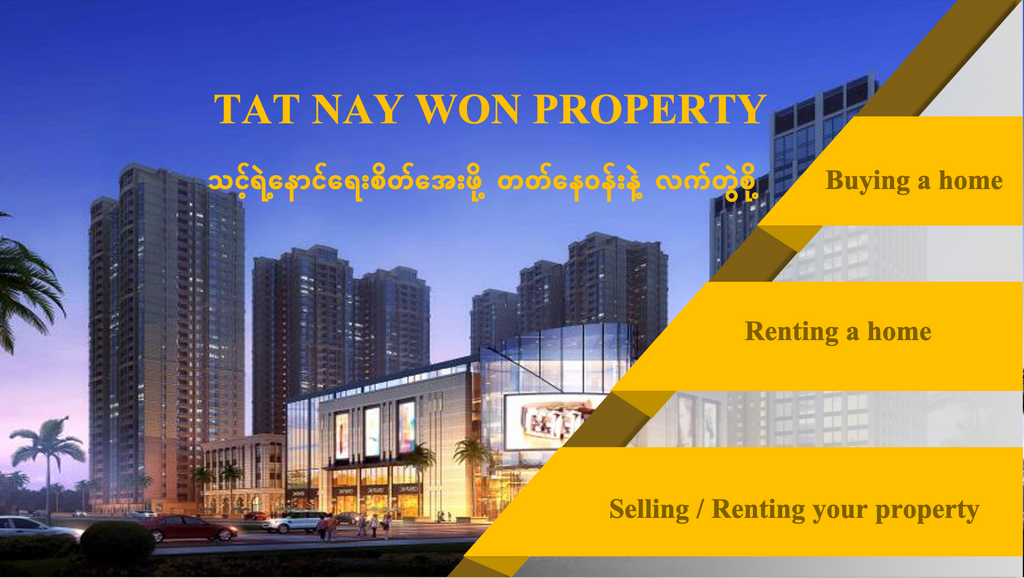 TAT NAY WON PROPERTY
သင့်ရဲ့နောင်ရေးစိတ်အေးဖို့ တတ်နေဝန်းနဲ့ လက်တွဲစို့
Buying a home
Renting a home
Selling / Renting your property